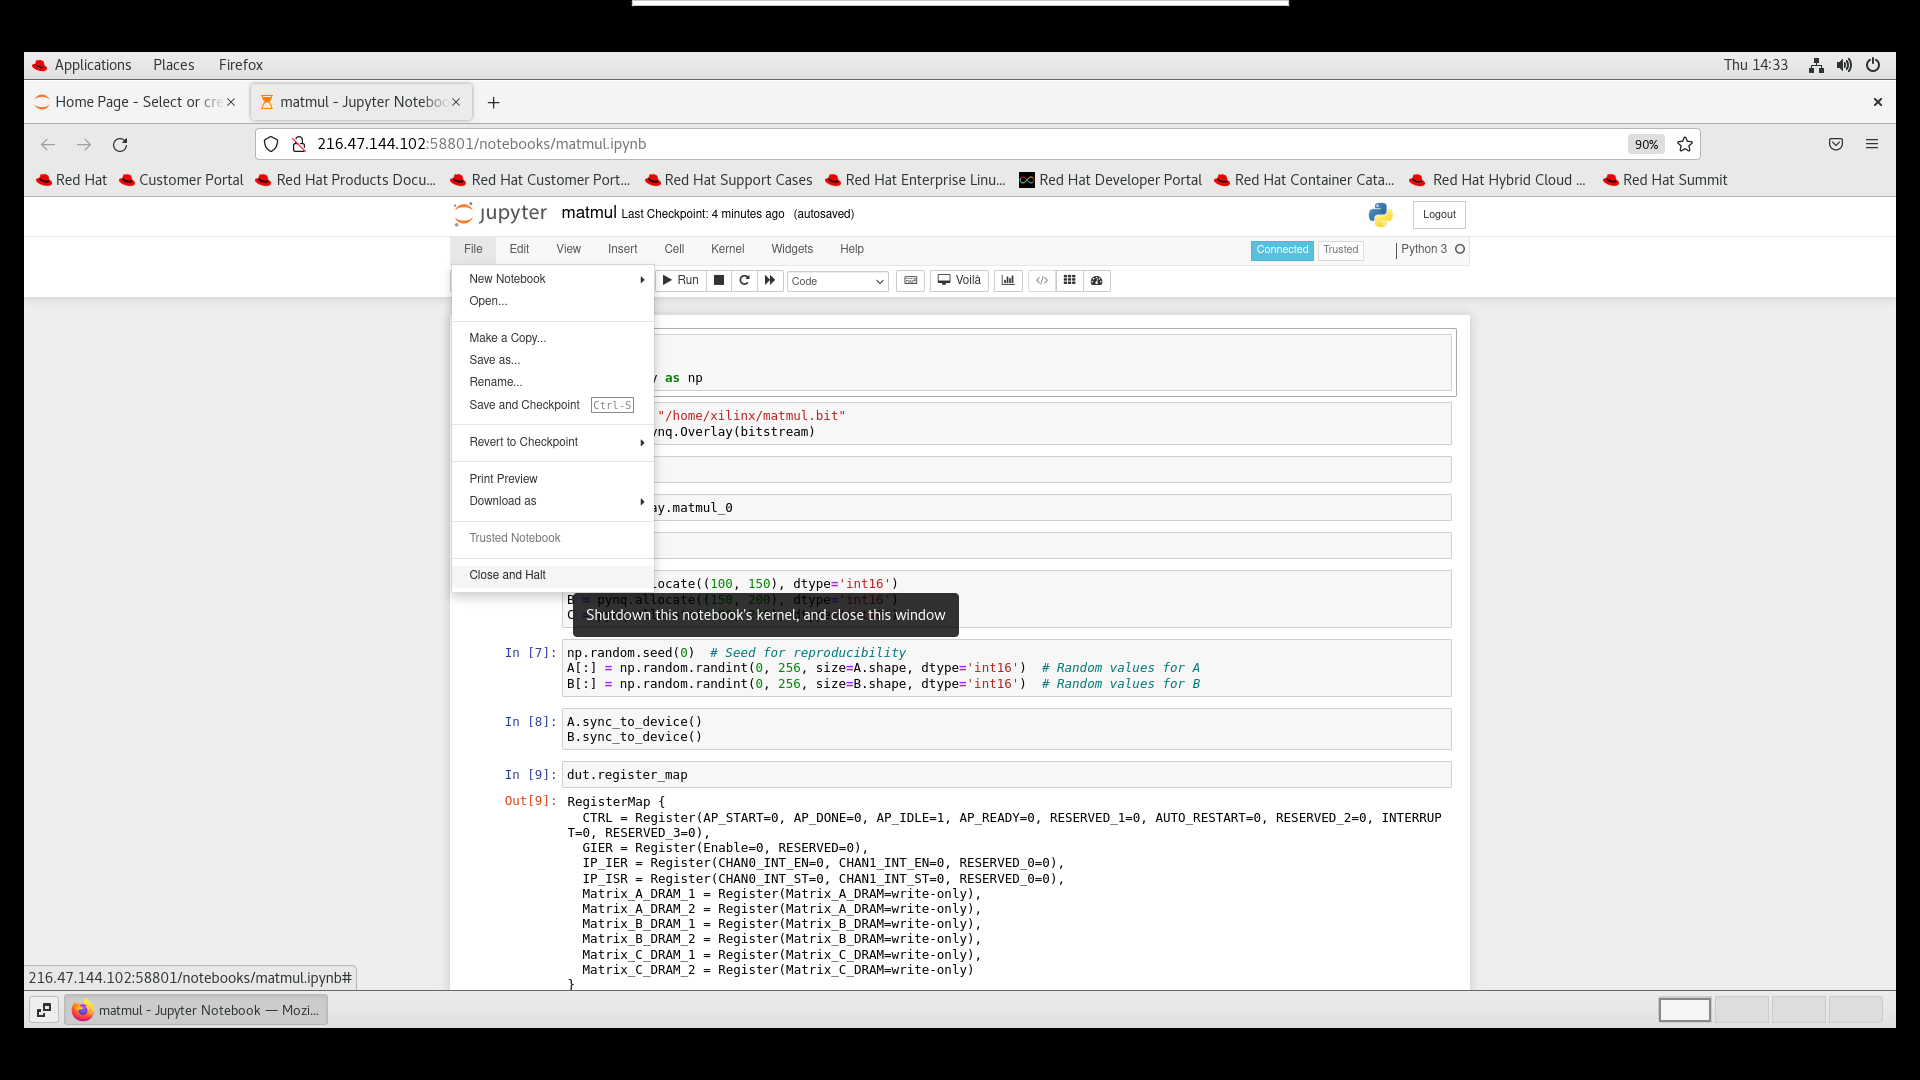 Applications Places Firefox Thu 14:33
Home Page - Select or cre matmul - Jupyter Noteboo
216.47.144.102:58801/notebooks/matmul.ipynb 90%
Red Hat Customer Portal Red Hat Products Docu... Red Hat Customer Port... Red Hat Support Cases Red Hat Enterprise Linu... Red Hat Developer Portal Red Hat Container Cata... Red Hat Hybrid Cloud ... Red Hat Summit
jupyter matmul Last Checkpoint: 4 minutes ago (autosaved) Logout
File Edit View Insert Cell Kernel Widgets Help Connected Trusted Python 3
Run Code Voilà
New Notebook
Open...
Make a Copy...
Save as...
Rename...
Save and Checkpoint Ctrl-S
Revert to Checkpoint
Print Preview
Download as
Trusted Notebook
Close and Halt
Shutdown this notebook's kernel, and close this window
y as np
"/home/xilinx/matmul.bit"
ynq.Overlay(bitstream)
ay.matmul_0
locate((100, 150), dtype='int16')
B = pynq.allocate((150, 200), dtype='int16')
C
In [7]: np.random.seed(0) # Seed for reproducibility
A[:] = np.random.randint(0, 256, size=A.shape, dtype='int16') # Random values for A
B[:] = np.random.randint(0, 256, size=B.shape, dtype='int16') # Random values for B
In [8]: A.sync_to_device()
B.sync_to_device()
In [9]: dut.register_map
Out[9]: RegisterMap {
CTRL = Register(AP_START=0, AP_DONE=0, AP_IDLE=1, AP_READY=0, RESERVED_1=0, AUTO_RESTART=0, RESERVED_2=0, INTERRUP
T=0, RESERVED_3=0),
GIER = Register(Enable=0, RESERVED=0),
IP_IER = Register(CHAN0_INT_EN=0, CHAN1_INT_EN=0, RESERVED_0=0),
IP_ISR = Register(CHAN0_INT_ST=0, CHAN1_INT_ST=0, RESERVED_0=0),
Matrix_A_DRAM_1 = Register(Matrix_A_DRAM=write-only),
Matrix_A_DRAM_2 = Register(Matrix_A_DRAM=write-only),
Matrix_B_DRAM_1 = Register(Matrix_B_DRAM=write-only),
Matrix_B_DRAM_2 = Register(Matrix_B_DRAM=write-only),
Matrix_C_DRAM_1 = Register(Matrix_C_DRAM=write-only),
Matrix_C_DRAM_2 = Register(Matrix_C_DRAM=write-only)
}
216.47.144.102:58801/notebooks/matmul.ipynb#
matmul - Jupyter Notebook — Mozi...